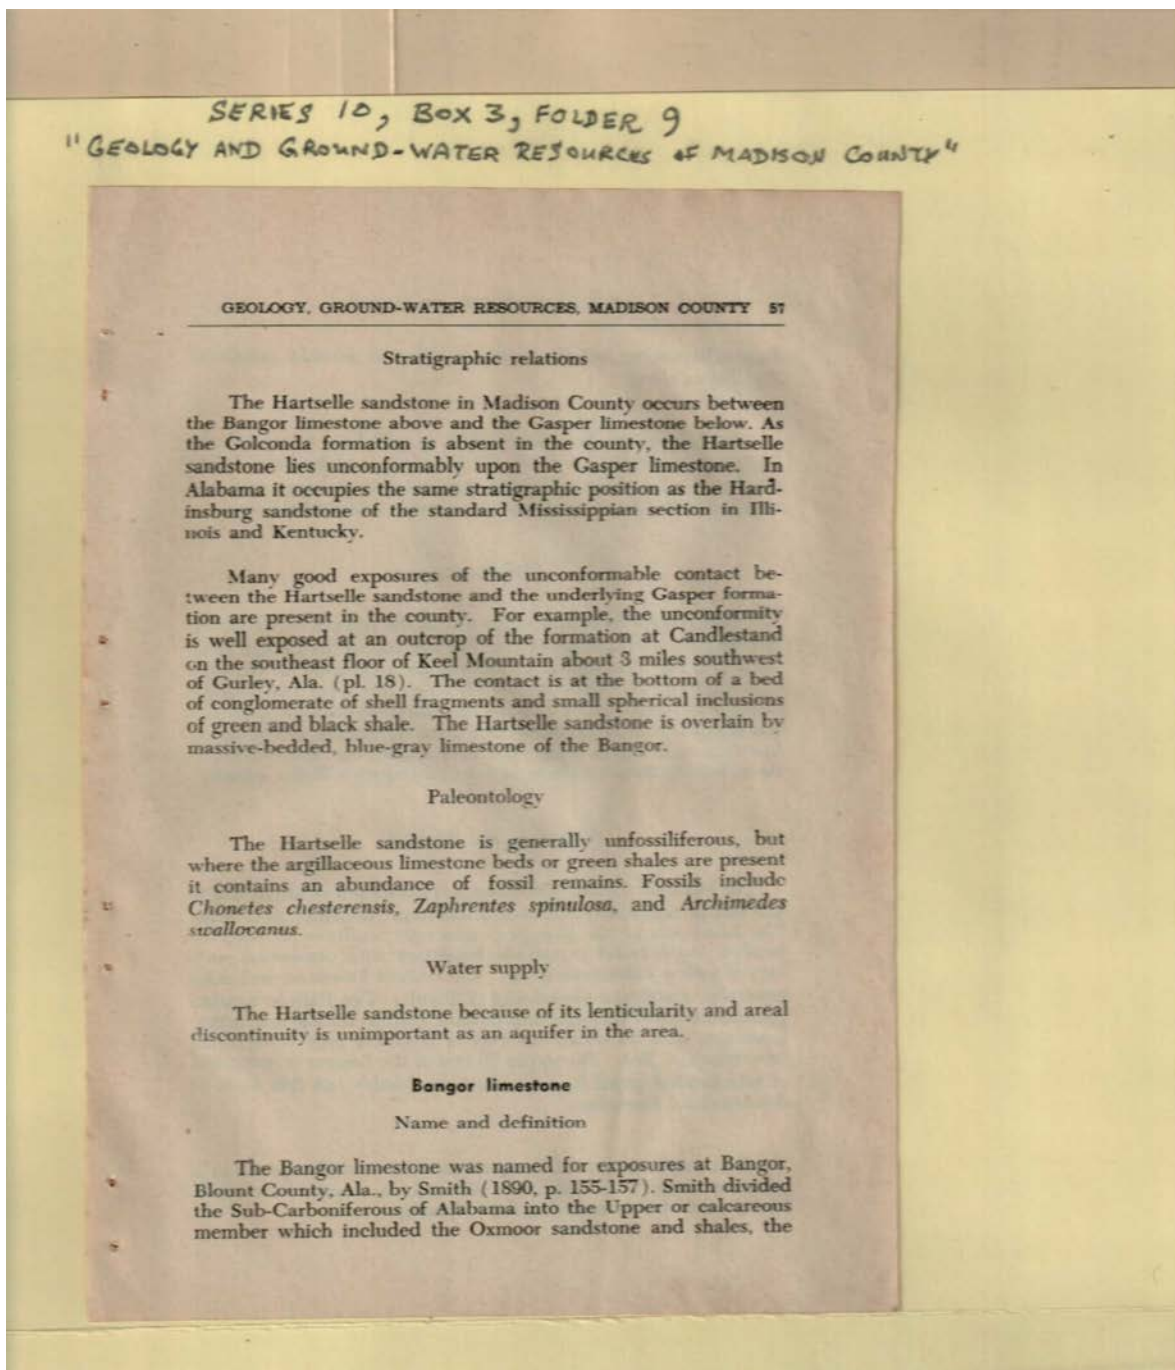 SERIES 10, BOX 3, FOLDER 9
"GEOLOGY AND GROUND-WATER RESOURCES OF MADISON COUNTY"
GEOLOGY, GROUND-WATER RESOURCES, MADISON COUNTY 57
Stratigraphic relations
The Hartselle sandstone in Madison County occurs between
the Bangor limestone above and the Gasper limestone below. As
the Golconda formation is absent in the county, the Hartselle
sandstone lies unconformably upon the Gasper limestone. In
Alabama it occupies the same stratigraphic position as the Hard-
insburg sandstone of the standard Mississippian section in Illi-
nois and Kentucky.
Many good exposures of the unconformable contact be-
tween the Hartselle sandstone and the underlying Gasper forma-
tion are present in the county. For example, the unconformity
is well exposed at an outcrop of the formation at Candlestand
on the southeast floor of Keel Mountain about 3 miles southwest
of Gurley, Ala. (pl. 18). The contact is at the bottom of a bed
of conglomerate of shell fragments and small spherical inclusions
of green and black shale. The Hartselle sandstone is overlain by
massive-bedded, blue-gray limestone of the Bangor.
Paleontology
The Hartselle sandstone is generally unfossiliferous, but
where the argillaceous limestone beds or green shales are present
it contains an abundance of fossil remains. Fossils include
Chonetes chesterensis, Zaphrentes spinulosa, and Archimedes
swallovanus.
Water supply
The Hartselle sandstone because of its lenticularity and areal
discontinuity is unimportant as an aquifer in the area.
Bangor limestone
Name and definition
The Bangor limestone was named for exposures at Bangor,
Blount County, Ala., by Smith (1890, p. 155-157). Smith divided
the Sub-Carboniferous of Alabama into the Upper or calcareous
member which included the Oxmoor sandstone and shales, the